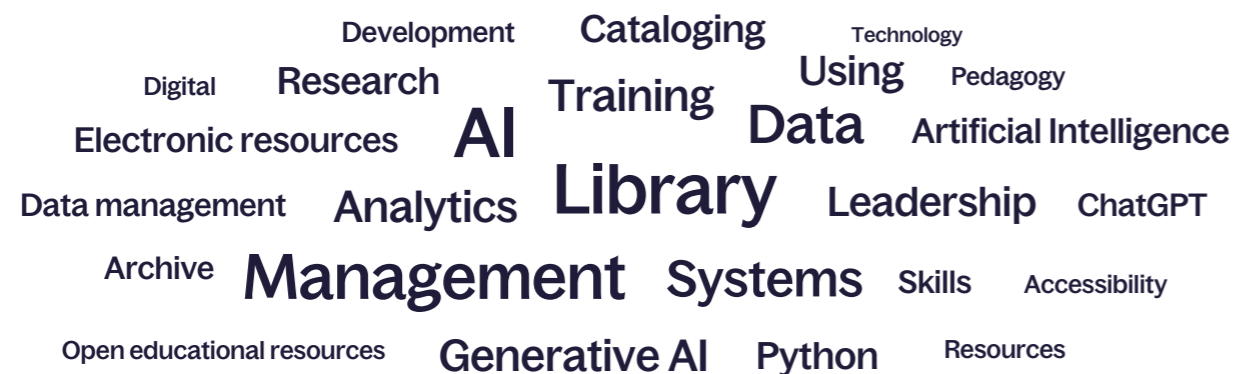 Development Cataloging Technology
Digital Research Training Using Pedagogy
Electronic resources AI Data Artificial Intelligence
Data management Analytics Library Leadership ChatGPT
Archive Management Systems Skills Accessibility
Open educational resources Generative AI Python Resources